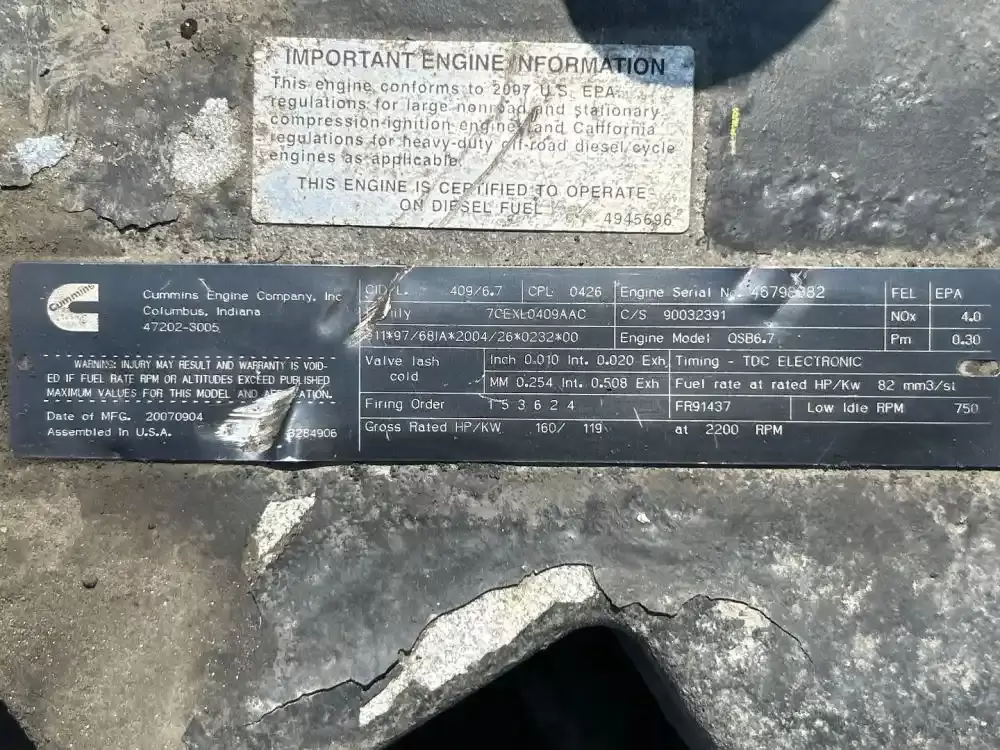 IMPORTANT ENGINE INFORMATION
This engine conforms to 2007 U.S. EPA
regulations for large nonroad and stationary
compression-ignition engines and California
regulations for heavy-duty off-road diesel cycle
engines as applicable.
THIS ENGINE IS CERTIFIED TO OPERATE
ON DIESEL FUEL
4945696
Cummins
Cummins Engine Company, Inc
Columbus, Indiana
47202-3005
WARNING: INJURY MAY RESULT AND WARRANTY IS VOID-
ED IF FUEL RATE RPM OR ALTITUDES EXCEED PUBLISHED
MAXIMUM VALUES FOR THIS MODEL AND APPLICATION.
Date of MFG. 20070904
Assembled In U.S.A. 3284906
CID/L. 409/6.7 CPL 0426 Engine Serial No. FEL EPA
7CEXL0409AAC C/S 90032391 NOx 4.0
11*97/68IA*2004/26*0232*00 Engine Model QSB6.7 Pm 0.30
Valve lash cold Inch 0.010 Int. 0.020 Exh Timing - TDC ELECTRONIC
MM 0.254 Int. 0.508 Exh Fuel rate at rated HP/Kw 82 mm3/st
Firing Order 1 5 3 6 2 4 FR91437 Low Idle RPM 750
Gross Rated HP/KW 160/ 119 at 2200 RPM